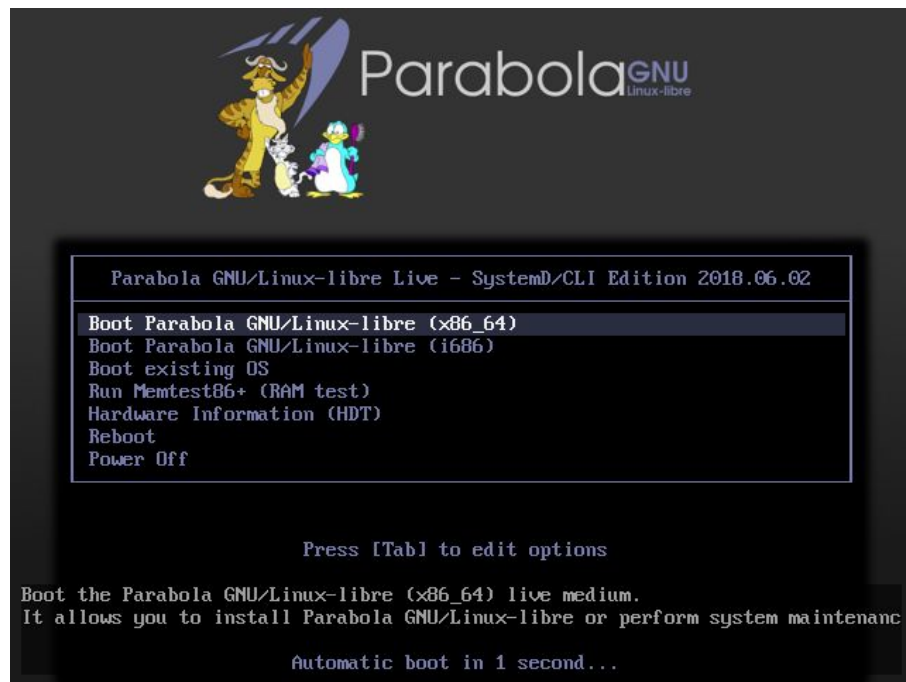 Parabola GNU
Linux-libre
Parabola GNU/Linux-libre Live - SystemD/CLI Edition 2018.06.02
Boot Parabola GNU/Linux-libre (x86_64)
Boot Parabola GNU/Linux-libre (i686)
Boot existing OS
Run Memtest86+ (RAM test)
Hardware Information (HDT)
Reboot
Power Off
Press [Tab] to edit options
Boot the Parabola GNU/Linux-libre (x86_64) live medium.
It allows you to install Parabola GNU/Linux-libre or perform system maintenanc
Automatic boot in 1 second...